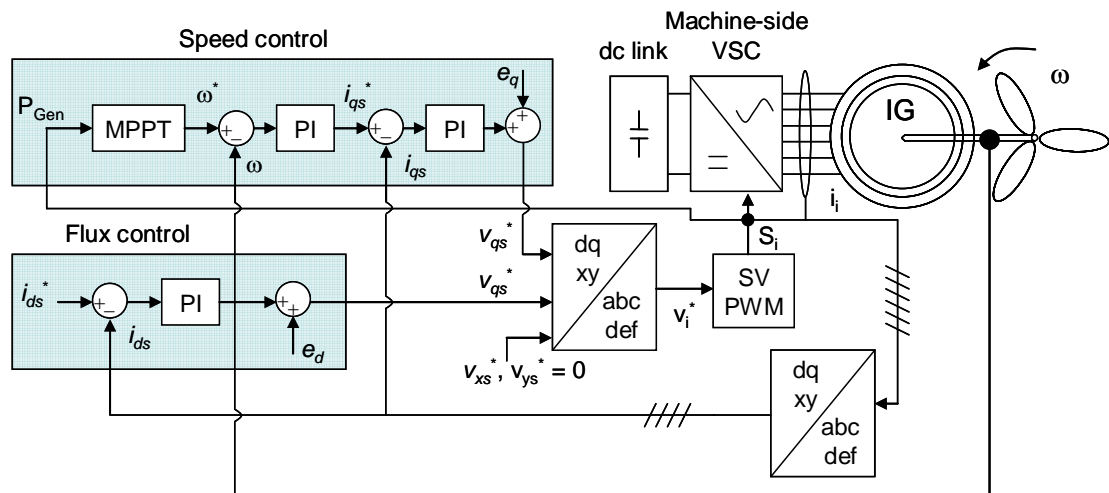 Speed control
P_Gen
MPPT
ω*
+
−
ω
PI
i_qs*
+
−
i_qs
PI
e_q
+
+
dc link
Machine-side
VSC
IG
ω
i_i
S_i
Flux control
i_ds*
+
−
i_ds
PI
+
+
e_d
v_qs*
v_qs*
v_xs*, v_ys* = 0
dq
xy
abc
def
v_i*
SV
PWM
dq
xy
abc
def